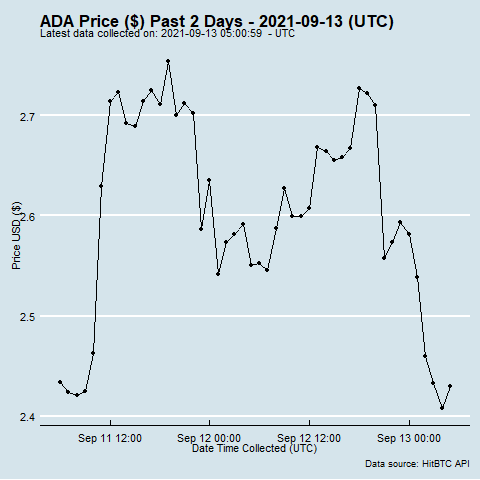 ADA Price ($) Past 2 Days - 2021-09-13 (UTC)
Latest data collected on: 2021-09-13 05:00:59  - UTC
2.7
2.6
2.5
2.4
Price USD ($)
Sep 11 12:00 Sep 12 00:00 Sep 12 12:00 Sep 13 00:00
Date Time Collected (UTC)
Data source: HitBTC API